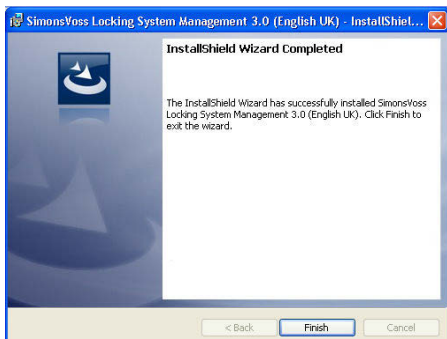 SimonsVoss Locking System Management 3.0 (English UK) - InstallShiel...
InstallShield Wizard Completed
The InstallShield Wizard has successfully installed SimonsVoss
Locking System Management 3.0 (English UK). Click Finish to
exit the wizard.
< Back Finish Cancel